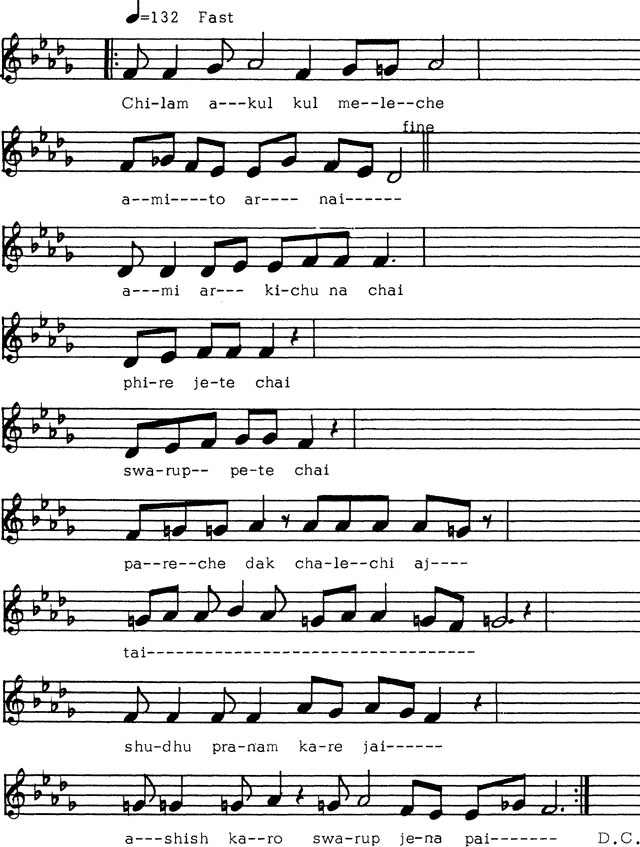 ♩=132 Fast
Chi-lam a---kul kul me-le-che
fine
a--mi----to ar---- nai------
a---mi ar--- ki-chu na chai
phi-re je-te chai
swa-rup-- pe-te chai
pa--re--che dak cha-le--chi aj----
tai----------------------------------
shu-dhu pra-nam ka-re jai------
a---shish ka--ro swa-rup je-na pai------- D.C.